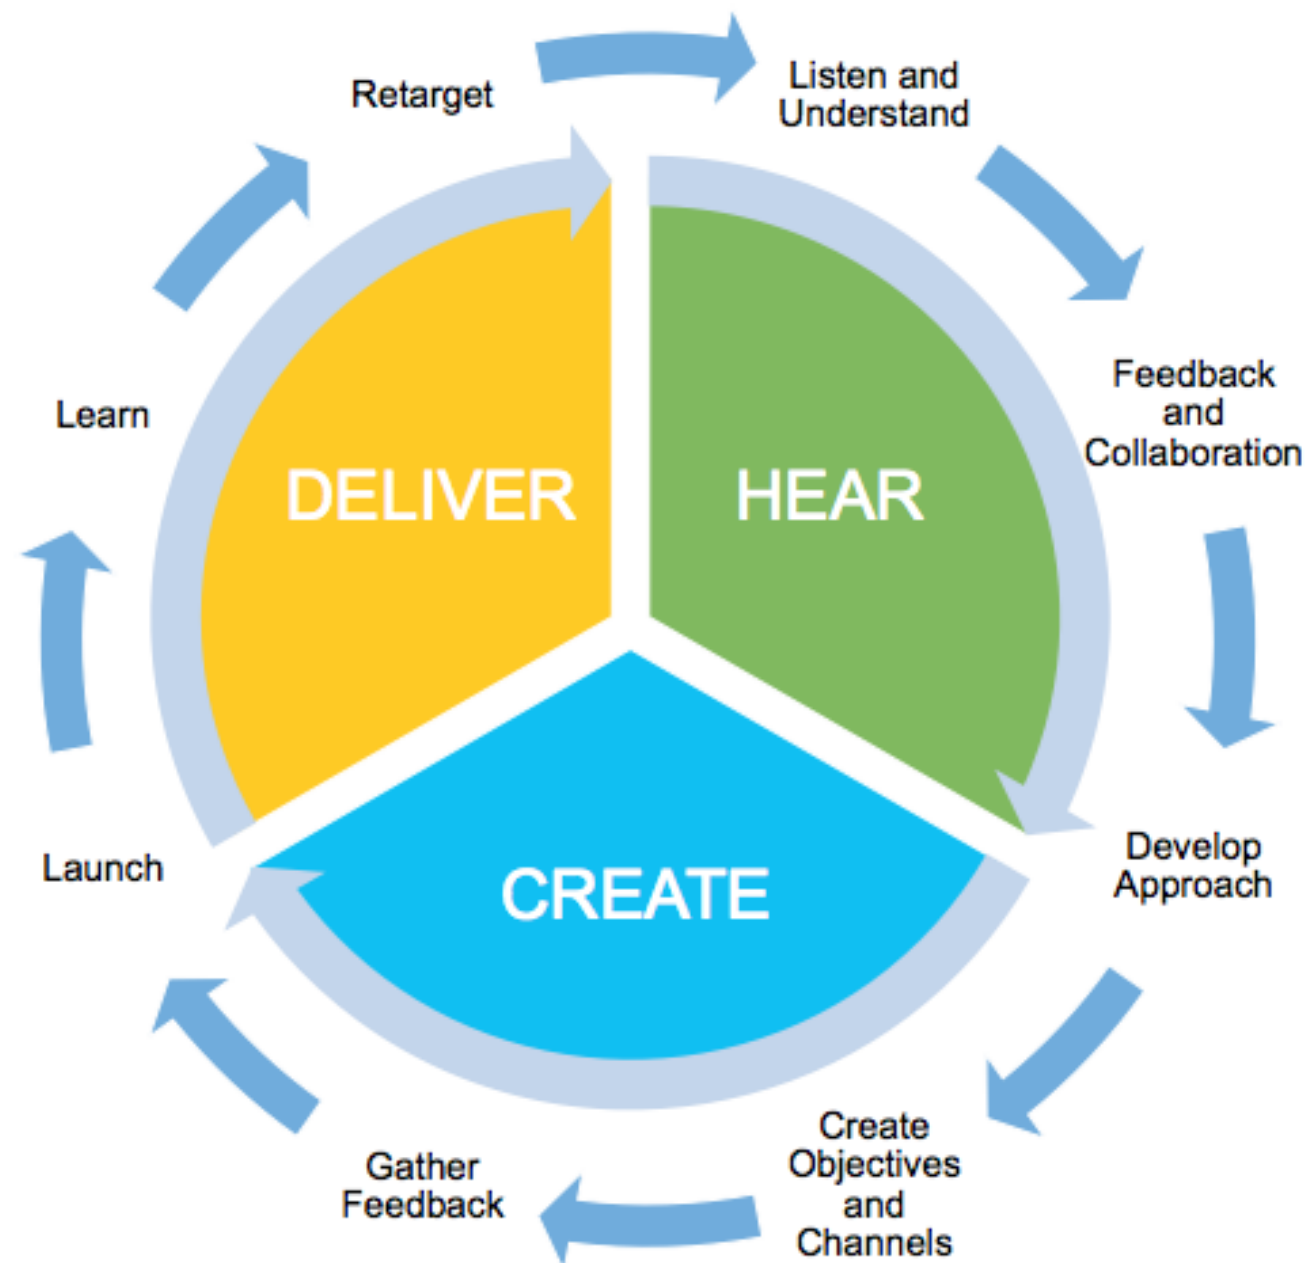 Retarget
Listen and
Understand
Feedback
and
Collaboration
Learn
DELIVER
HEAR
Develop
Approach
Launch
CREATE
Create
Objectives
and
Channels
Gather
Feedback